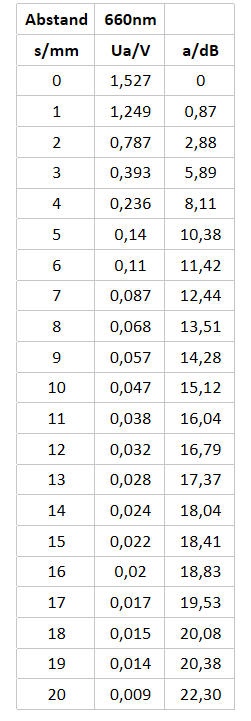 Abstand 660nm
s/mm Ua/V a/dB
0 1,527 0
1 1,249 0,87
2 0,787 2,88
3 0,393 5,89
4 0,236 8,11
5 0,14 10,38
6 0,11 11,42
7 0,087 12,44
8 0,068 13,51
9 0,057 14,28
10 0,047 15,12
11 0,038 16,04
12 0,032 16,79
13 0,028 17,37
14 0,024 18,04
15 0,022 18,41
16 0,02 18,83
17 0,017 19,53
18 0,015 20,08
19 0,014 20,38
20 0,009 22,30